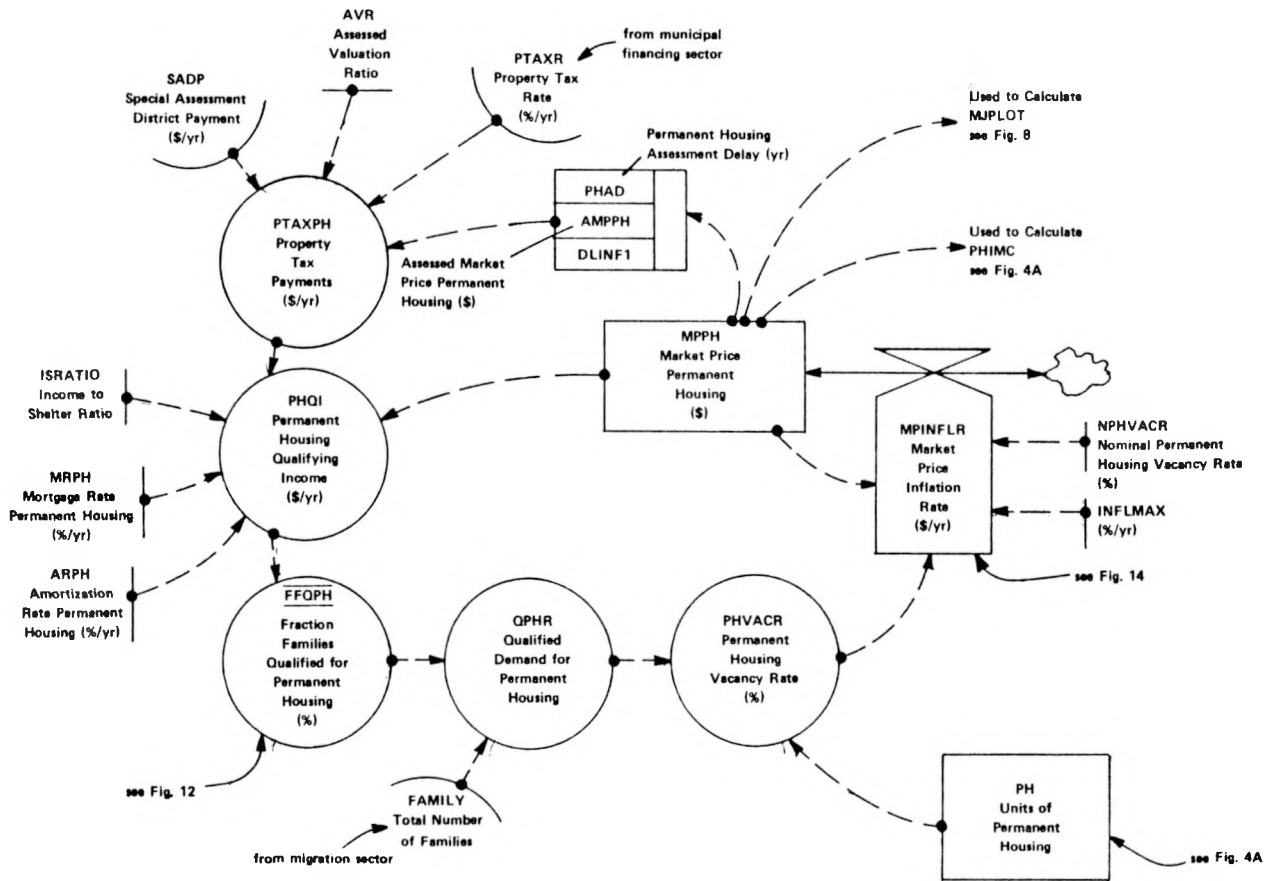 AVR
Assessed
Valuation
Ratio
from municipal
financing sector
PTAXR
Property Tax
Rate
(%/yr)
SADP
Special Assessment
District Payment
($/yr)
Used to Calculate
MJPLOT
see Fig. 8
Permanent Housing
Assessment Delay (yr)
PHAD
AMPPH
DLINF1
PTAXPH
Property
Tax
Payments
($/yr)
Assessed Market
Price Permanent
Housing ($)
Used to Calculate
PHIMC
see Fig. 4A
MPPH
Market Price
Permanent
Housing
($)
ISRATIO
Income to
Shelter Ratio
PHQI
Permanent
Housing
Qualifying
Income
($/yr)
MPINFLR
Market
Price
Inflation
Rate
($/yr)
NPHVACR
Nominal Permanent
Housing Vacancy Rate
(%)
MRPH
Mortgage Rate
Permanent Housing
(%/yr)
INFLMAX
(%/yr)
ARPH
Amortization
Rate Permanent
Housing (%/yr)
see Fig. 14
FFQPH
Fraction
Families
Qualified for
Permanent
Housing
(%)
QPHR
Qualified
Demand for
Permanent
Housing
PHVACR
Permanent
Housing
Vacancy Rate
(%)
see Fig. 12
FAMILY
Total Number
of Families
from migration sector
PH
Units of
Permanent
Housing
see Fig. 4A